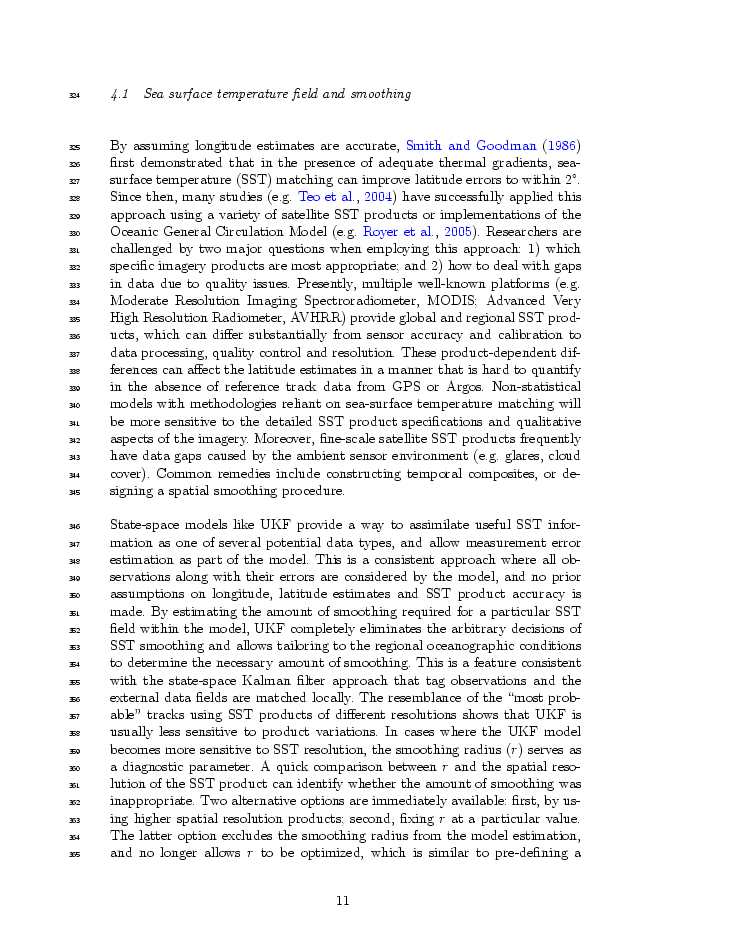 324 4.1 Sea surface temperature field and smoothing
325 By assuming longitude estimates are accurate, Smith and Goodman (1986)
326 first demonstrated that in the presence of adequate thermal gradients, sea-
327 surface temperature (SST) matching can improve latitude errors to within 2°.
328 Since then, many studies (e.g. Teo et al., 2004) have successfully applied this
329 approach using a variety of satellite SST products or implementations of the
330 Oceanic General Circulation Model (e.g. Royer et al., 2005). Researchers are
331 challenged by two major questions when employing this approach: 1) which
332 specific imagery products are most appropriate; and 2) how to deal with gaps
333 in data due to quality issues. Presently, multiple well-known platforms (e.g.
334 Moderate Resolution Imaging Spectroradiometer, MODIS; Advanced Very
335 High Resolution Radiometer, AVHRR) provide global and regional SST prod-
336 ucts, which can differ substantially from sensor accuracy and calibration to
337 data processing, quality control and resolution. These product-dependent dif-
338 ferences can affect the latitude estimates in a manner that is hard to quantify
339 in the absence of reference track data from GPS or Argos. Non-statistical
340 models with methodologies reliant on sea-surface temperature matching will
341 be more sensitive to the detailed SST product specifications and qualitative
342 aspects of the imagery. Moreover, fine-scale satellite SST products frequently
343 have data gaps caused by the ambient sensor environment (e.g. glares, cloud
344 cover). Common remedies include constructing temporal composites, or de-
345 signing a spatial smoothing procedure.
346 State-space models like UKF provide a way to assimilate useful SST infor-
347 mation as one of several potential data types, and allow measurement error
348 estimation as part of the model. This is a consistent approach where all ob-
349 servations along with their errors are considered by the model, and no prior
350 assumptions on longitude, latitude estimates and SST product accuracy is
351 made. By estimating the amount of smoothing required for a particular SST
352 field within the model, UKF completely eliminates the arbitrary decisions of
353 SST smoothing and allows tailoring to the regional oceanographic conditions
354 to determine the necessary amount of smoothing. This is a feature consistent
355 with the state-space Kalman filter approach that tag observations and the
356 external data fields are matched locally. The resemblance of the “most prob-
357 able” tracks using SST products of different resolutions shows that UKF is
358 usually less sensitive to product variations. In cases where the UKF model
359 becomes more sensitive to SST resolution, the smoothing radius (r) serves as
360 a diagnostic parameter. A quick comparison between r and the spatial reso-
361 lution of the SST product can identify whether the amount of smoothing was
362 inappropriate. Two alternative options are immediately available: first, by us-
363 ing higher spatial resolution products; second, fixing r at a particular value.
364 The latter option excludes the smoothing radius from the model estimation,
365 and no longer allows r to be optimized, which is similar to pre-defining a
11